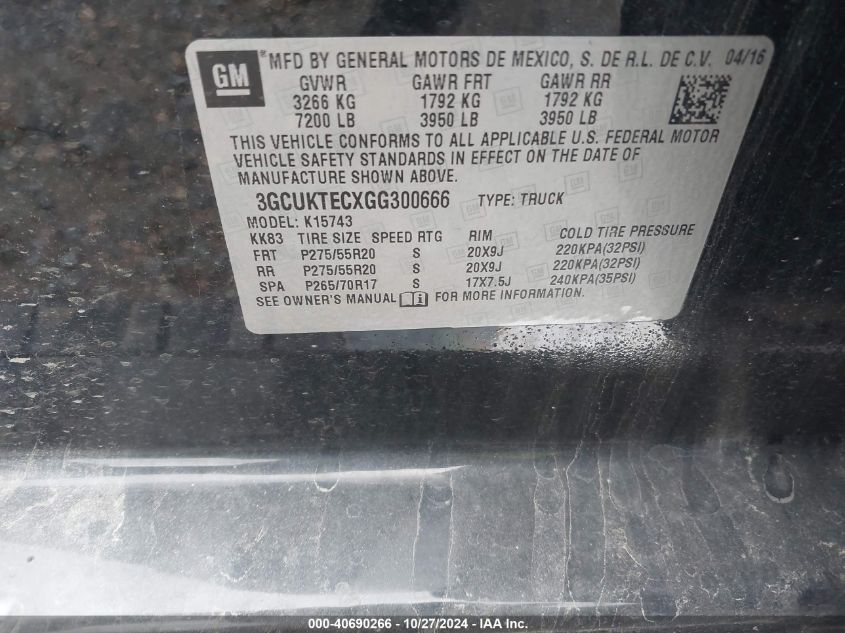 GM ® MFD BY GENERAL MOTORS DE MEXICO, S. DE R.L. DE C.V. 04/16
GVWR GAWR FRT GAWR RR
3266 KG 1792 KG 1792 KG
7200 LB 3950 LB 3950 LB
THIS VEHICLE CONFORMS TO ALL APPLICABLE U.S. FEDERAL MOTOR
VEHICLE SAFETY STANDARDS IN EFFECT ON THE DATE OF
MANUFACTURE SHOWN ABOVE.
3GCUKTECXGG300666 TYPE: TRUCK
MODEL: K15743
KK83 TIRE SIZE SPEED RTG RIM COLD TIRE PRESSURE
FRT P275/55R20 S 20X9J 220KPA(32PSI)
RR P275/55R20 S 20X9J 220KPA(32PSI)
SPA P265/70R17 S 17X7.5J 240KPA(35PSI)
SEE OWNER'S MANUAL FOR MORE INFORMATION.
000-40690266 - 10/27/2024 - IAA Inc.